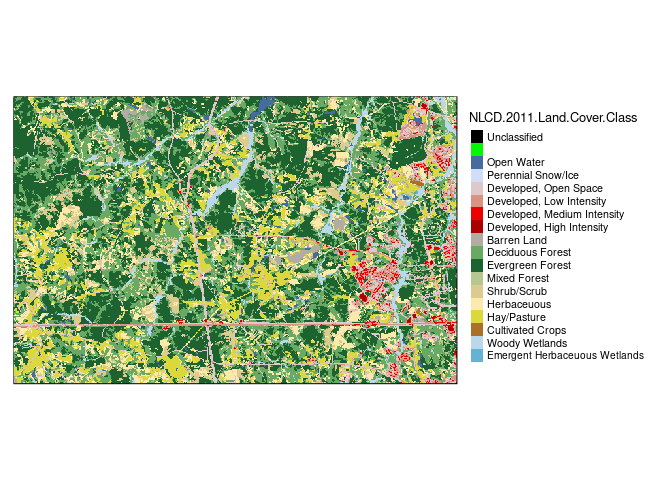 NLCD.2011.Land.Cover.Class
Unclassified
Open Water
Perennial Snow/Ice
Developed, Open Space
Developed, Low Intensity
Developed, Medium Intensity
Developed, High Intensity
Barren Land
Deciduous Forest
Evergreen Forest
Mixed Forest
Shrub/Scrub
Herbaceous
Hay/Pasture
Cultivated Crops
Woody Wetlands
Emergent Herbaceuous Wetlands